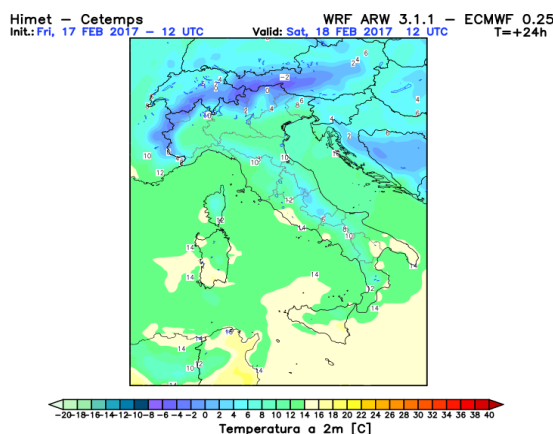 Himet – Cetemps WRF ARW 3.1.1 – ECMWF 0.25
Init.: Fri, 17 FEB 2017 – 12 UTC Valid: Sat, 18 FEB 2017 12 UTC T=+24h
-20 -18 -16 -14 -12 -10 -8 -6 -4 -2 0 2 4 6 8 10 12 14 16 18 20 22 24 26 28 30 32 34 36 38 40
Temperatura a 2m [C]